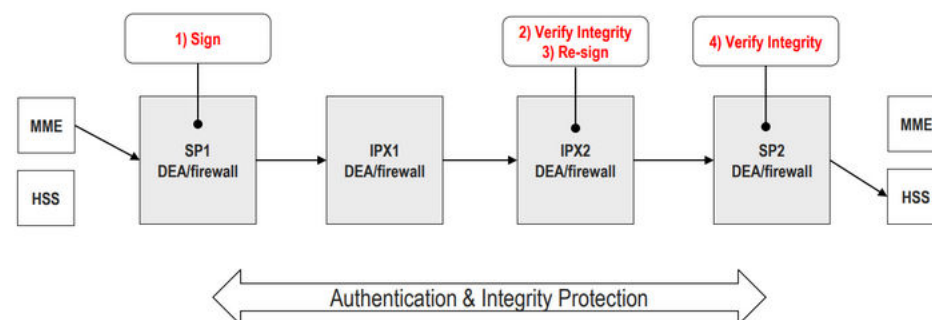 1) Sign
2) Verify Integrity
3) Re-sign
4) Verify Integrity
MME
HSS
SP1
DEA/firewall
IPX1
DEA/firewall
IPX2
DEA/firewall
SP2
DEA/firewall
MME
HSS
Authentication & Integrity Protection